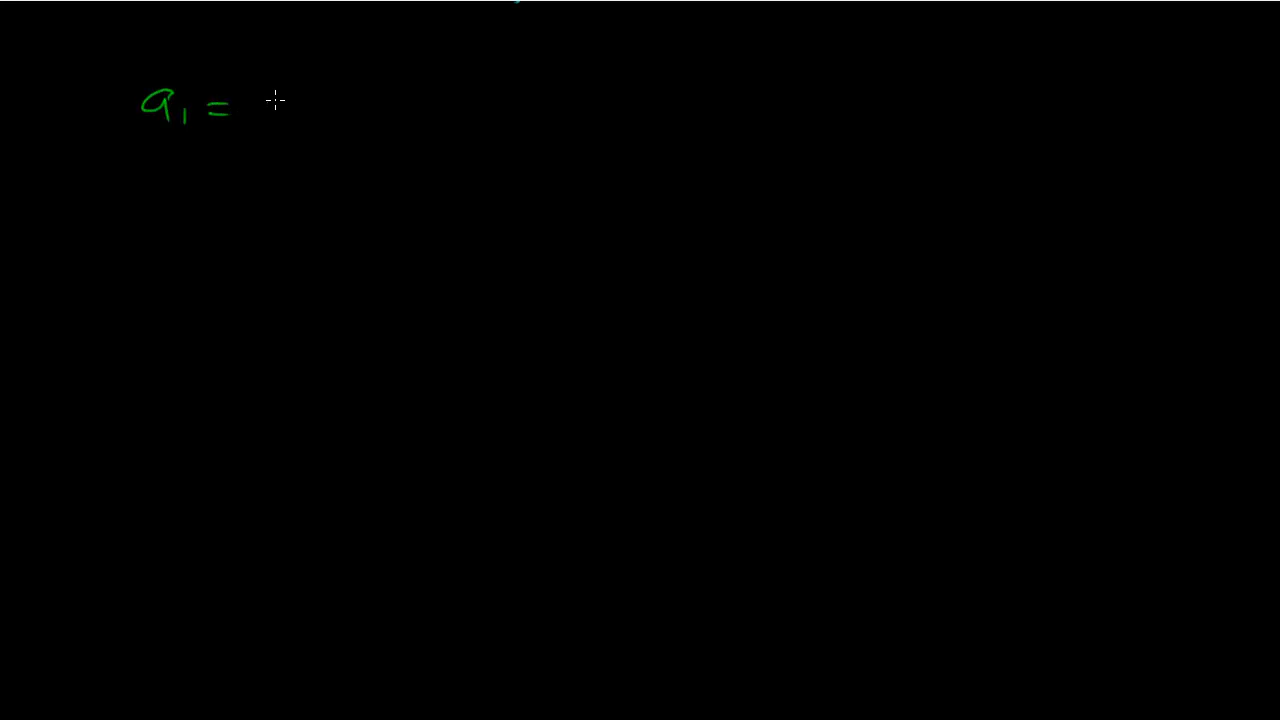 a₁ =